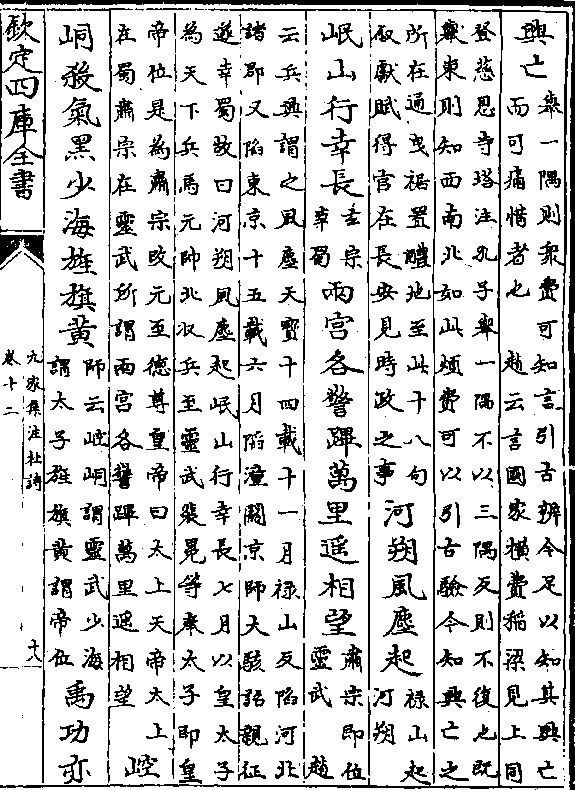 興亡舉一隅則衆費可知言引古辨今足以知其興亡
而可痛惜者也 趙云言國家横費稻梁見上同
登慈恩寺塔注孔子舉一隅不以三隅反則不復也既
舉東則知西南北如此煩費可以引古驗今知興亡之
所在通曳裾置醴地至此十八句
叙獻賦得官在長安見時政之事
河朔風塵起禄山起河朔
岷山行幸長玄宗幸蜀兩宫各警蹕萬里遥相望肅宗即位靈武 趙
云兵興謂之風塵天寳十四載十一月禄山反陷河北
諸郡又陷東京十五載六月陷潼關京師大駭詔親征
遂幸蜀故曰河朔風塵起岷山行幸長七月以皇太子
為天下兵馬元帥北收兵至靈武裴冕等奉太子即皇
帝位是為肅宗改元至德尊皇帝曰太上天帝太上
在蜀肅宗在靈武所謂兩宫各警蹕萬里遥相望
崆
峒殺氣黑少海旌旗黄師云崆峒謂靈武少海謂太子旌旗黄謂帝位禹功亦
欽定四庫全書
九家集注杜詩
卷十二
十八